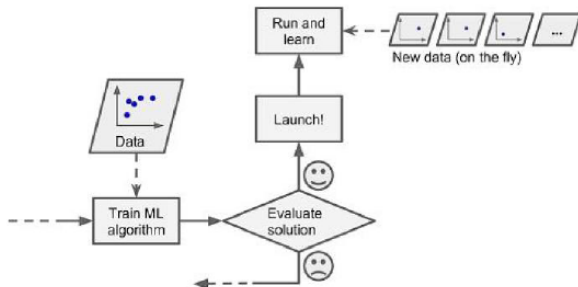 Run and
learn
...
New data (on the fly)
Launch!
Data
Train ML
algorithm
Evaluate
solution